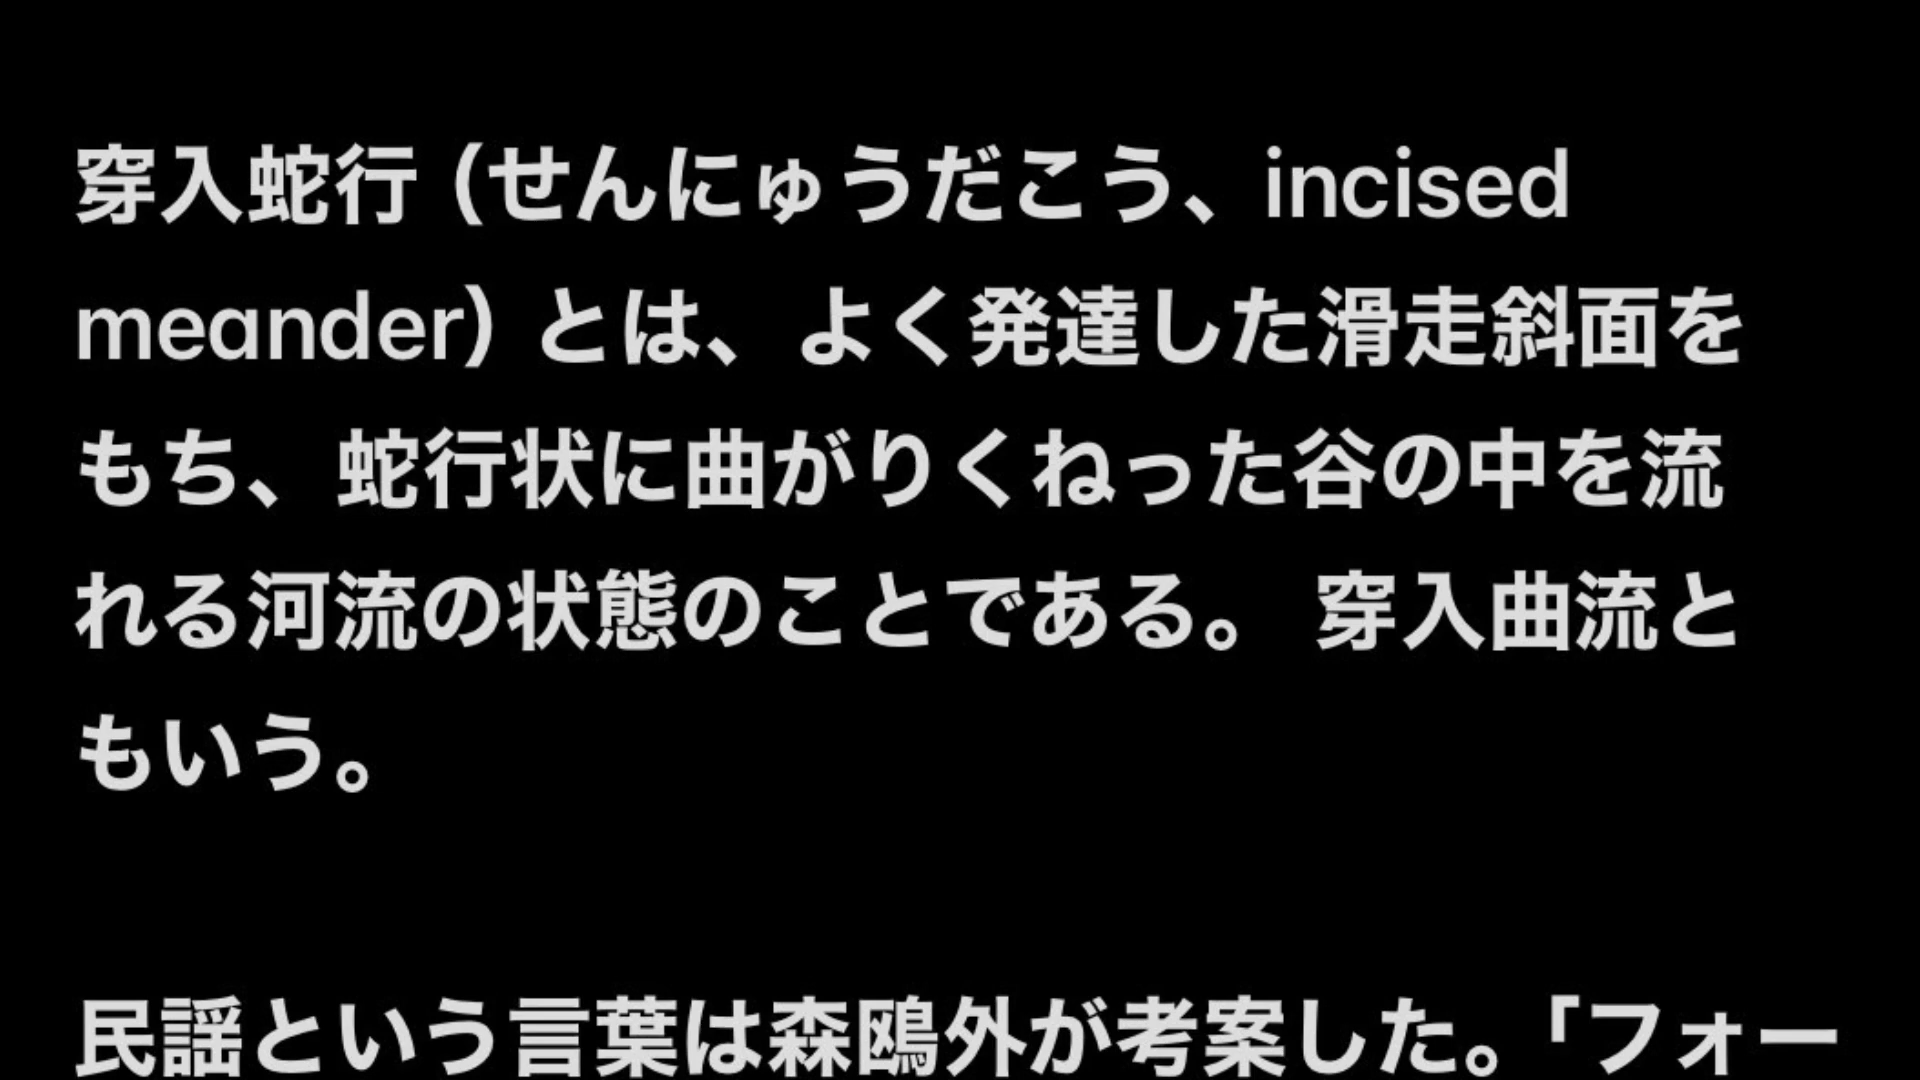 穿入蛇行（せんにゅうだこう、incised
meander）とは、よく発達した滑走斜面を
もち、蛇行状に曲がりくねった谷の中を流
れる河流の状態のことである。 穿入曲流と
もいう。
民謡という言葉は森鴎外が考案した。「フォー